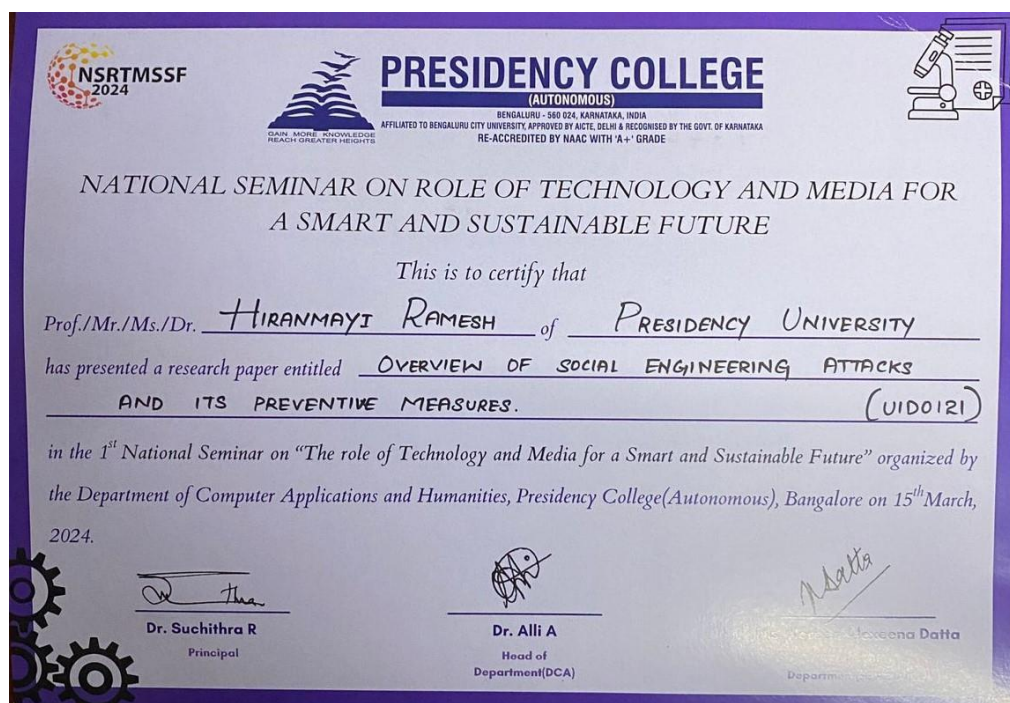 NSRTMSSF
2024
GAIN MORE KNOWLEDGE
REACH GREATER HEIGHTS
PRESIDENCY COLLEGE
(AUTONOMOUS)
BENGALURU - 560 024, KARNATAKA, INDIA
AFFILIATED TO BENGALURU CITY UNIVERSITY, APPROVED BY AICTE, DELHI & RECOGNISED BY THE GOVT. OF KARNATAKA
RE-ACCREDITED BY NAAC WITH 'A+' GRADE
NATIONAL SEMINAR ON ROLE OF TECHNOLOGY AND MEDIA FOR
A SMART AND SUSTAINABLE FUTURE
This is to certify that
Prof./Mr./Ms./Dr. HIRANMAYI RAMESH of PRESIDENCY UNIVERSITY
has presented a research paper entitled OVERVIEW OF SOCIAL ENGINEERING ATTACKS
AND ITS PREVENTIVE MEASURES. (UID0121)
in the 1st National Seminar on "The role of Technology and Media for a Smart and Sustainable Future" organized by
the Department of Computer Applications and Humanities, Presidency College(Autonomous), Bangalore on 15th March,
2024.
Dr. Suchithra R
Principal
Dr. Alli A
Head of
Department(DCA)
Datta